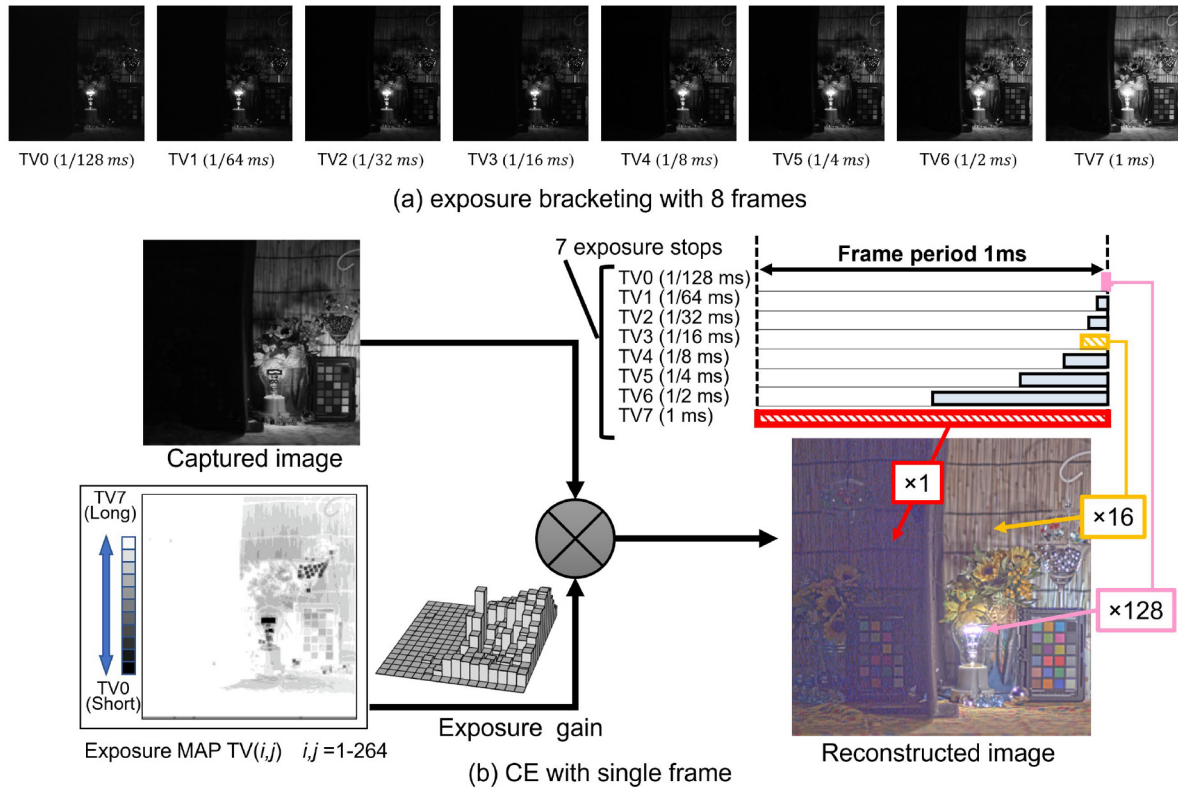 TV0 (1/128 ms) TV1 (1/64 ms) TV2 (1/32 ms) TV3 (1/16 ms) TV4 (1/8 ms) TV5 (1/4 ms) TV6 (1/2 ms) TV7 (1 ms)
(a) exposure bracketing with 8 frames
7 exposure stops
Frame period 1ms
TV0 (1/128 ms)
TV1 (1/64 ms)
TV2 (1/32 ms)
TV3 (1/16 ms)
TV4 (1/8 ms)
TV5 (1/4 ms)
TV6 (1/2 ms)
TV7 (1 ms)
Captured image
×1
×16
×128
TV7
(Long)
TV0
(Short)
Exposure gain
Exposure MAP TV(i,j) i,j =1-264
Reconstructed image
(b) CE with single frame